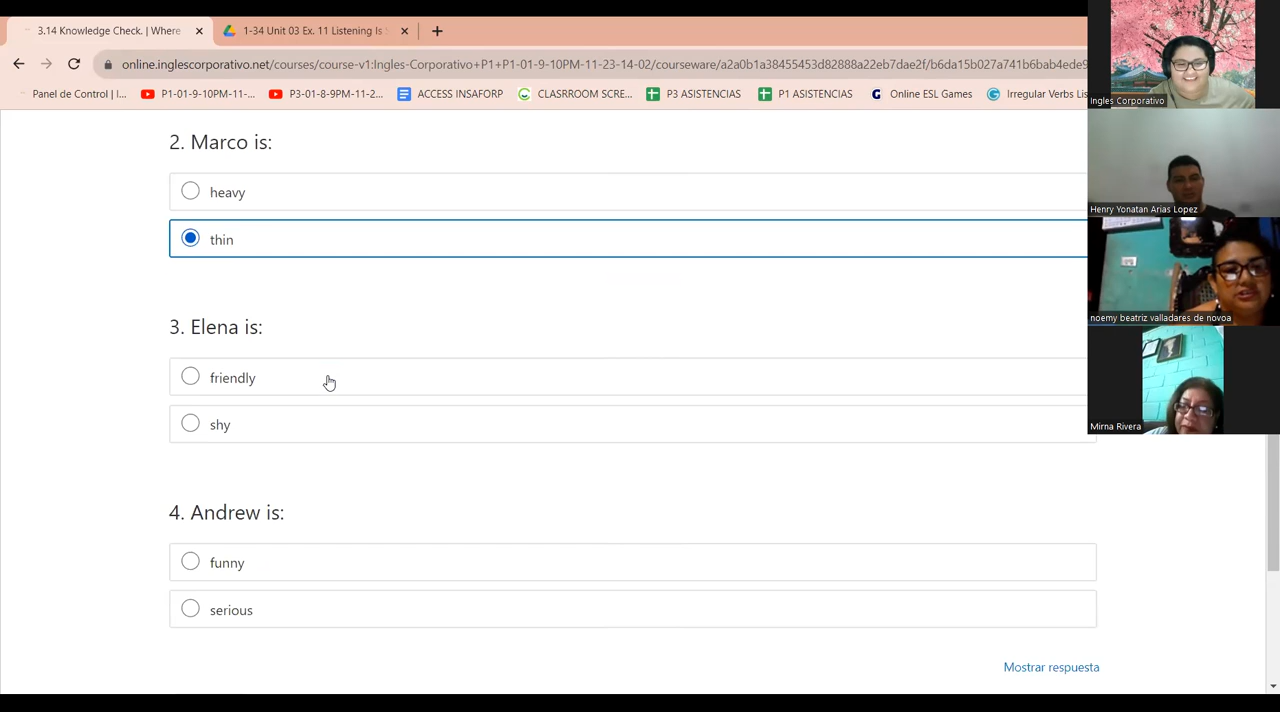 3.14 Knowledge Check. | Where
1-34 Unit 03 Ex. 11 Listening Is
online.inglescorporativo.net/courses/course-v1:Ingles-Corporativo+P1+P1-01-9-10PM-11-23-14-02/courseware/a2a0b1a38455453d82888a22eb7dae2f/b6da15b027a741b6bab4ede9
Panel de Control | I...
P1-01-9-10PM-11-...
P3-01-8-9PM-11-2...
ACCESS INSAFORP
CLASRROOM SCRE...
P3 ASISTENCIAS
P1 ASISTENCIAS
Online ESL Games
Irregular Verbs Lis
Ingles Corporativo
2. Marco is:
heavy
Henry Yonatan Arias Lopez
thin
noemy beatriz valladares de novoa
3. Elena is:
friendly
shy
Mirna Rivera
4. Andrew is:
funny
serious
Mostrar respuesta